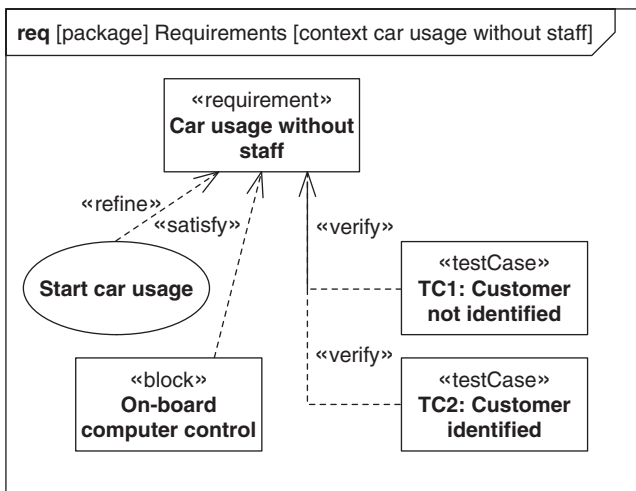 req [package] Requirements [context car usage without staff]
«requirement»
Car usage without
staff
«refine»
«satisfy»
«verify»
Start car usage
«testCase»
TC1: Customer
not identified
«verify»
«block»
On-board
computer control
«testCase»
TC2: Customer
identified